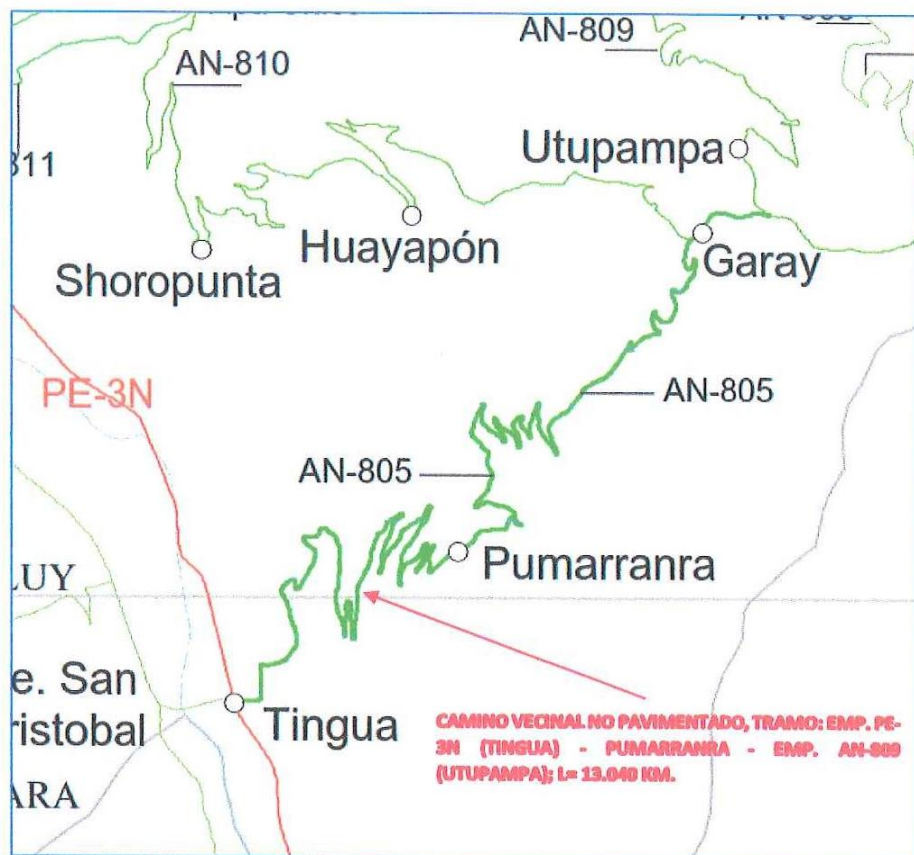 AN-809
AN-810
Utupampa
811
Huayapón
Garay
Shoropunta
PE-3N
AN-805
AN-805
LUY
Pumarranra
e. San
ristobal
Tingua
CAMINO VECINAL NO PAVIMENTADO, TRAMO: EMP. PE-
3N (TINGUA) - PUMARRANRA - EMP. AN-809
(UTUPAMPA); L= 13.040 KM.
ARA